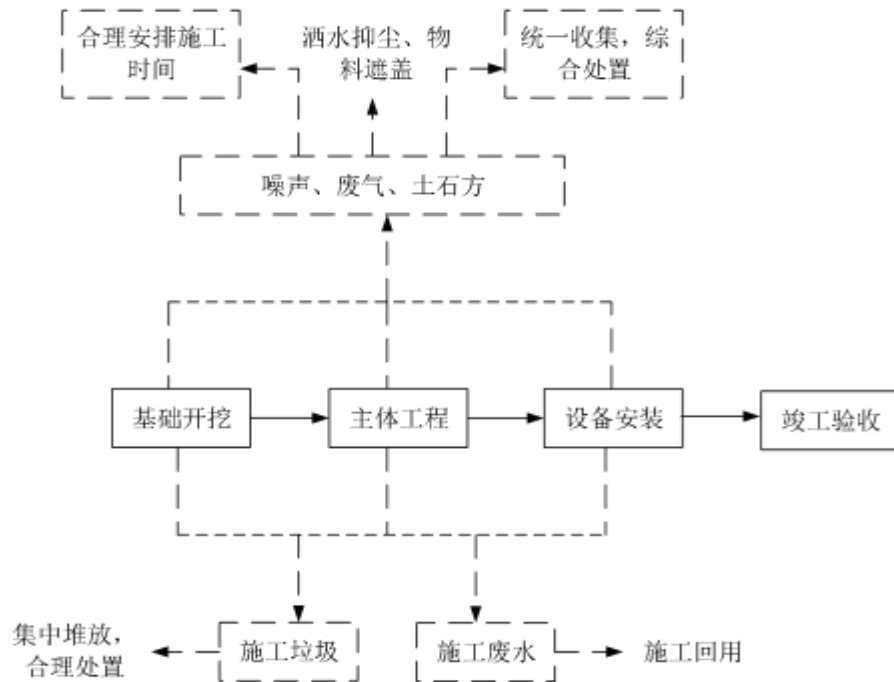 合理安排施工
时间
洒水抑尘、物
料遮盖
统一收集，综
合处置
噪声、废气、土石方
基础开挖
主体工程
设备安装
竣工验收
集中堆放，
合理处置
施工垃圾
施工废水
施工回用